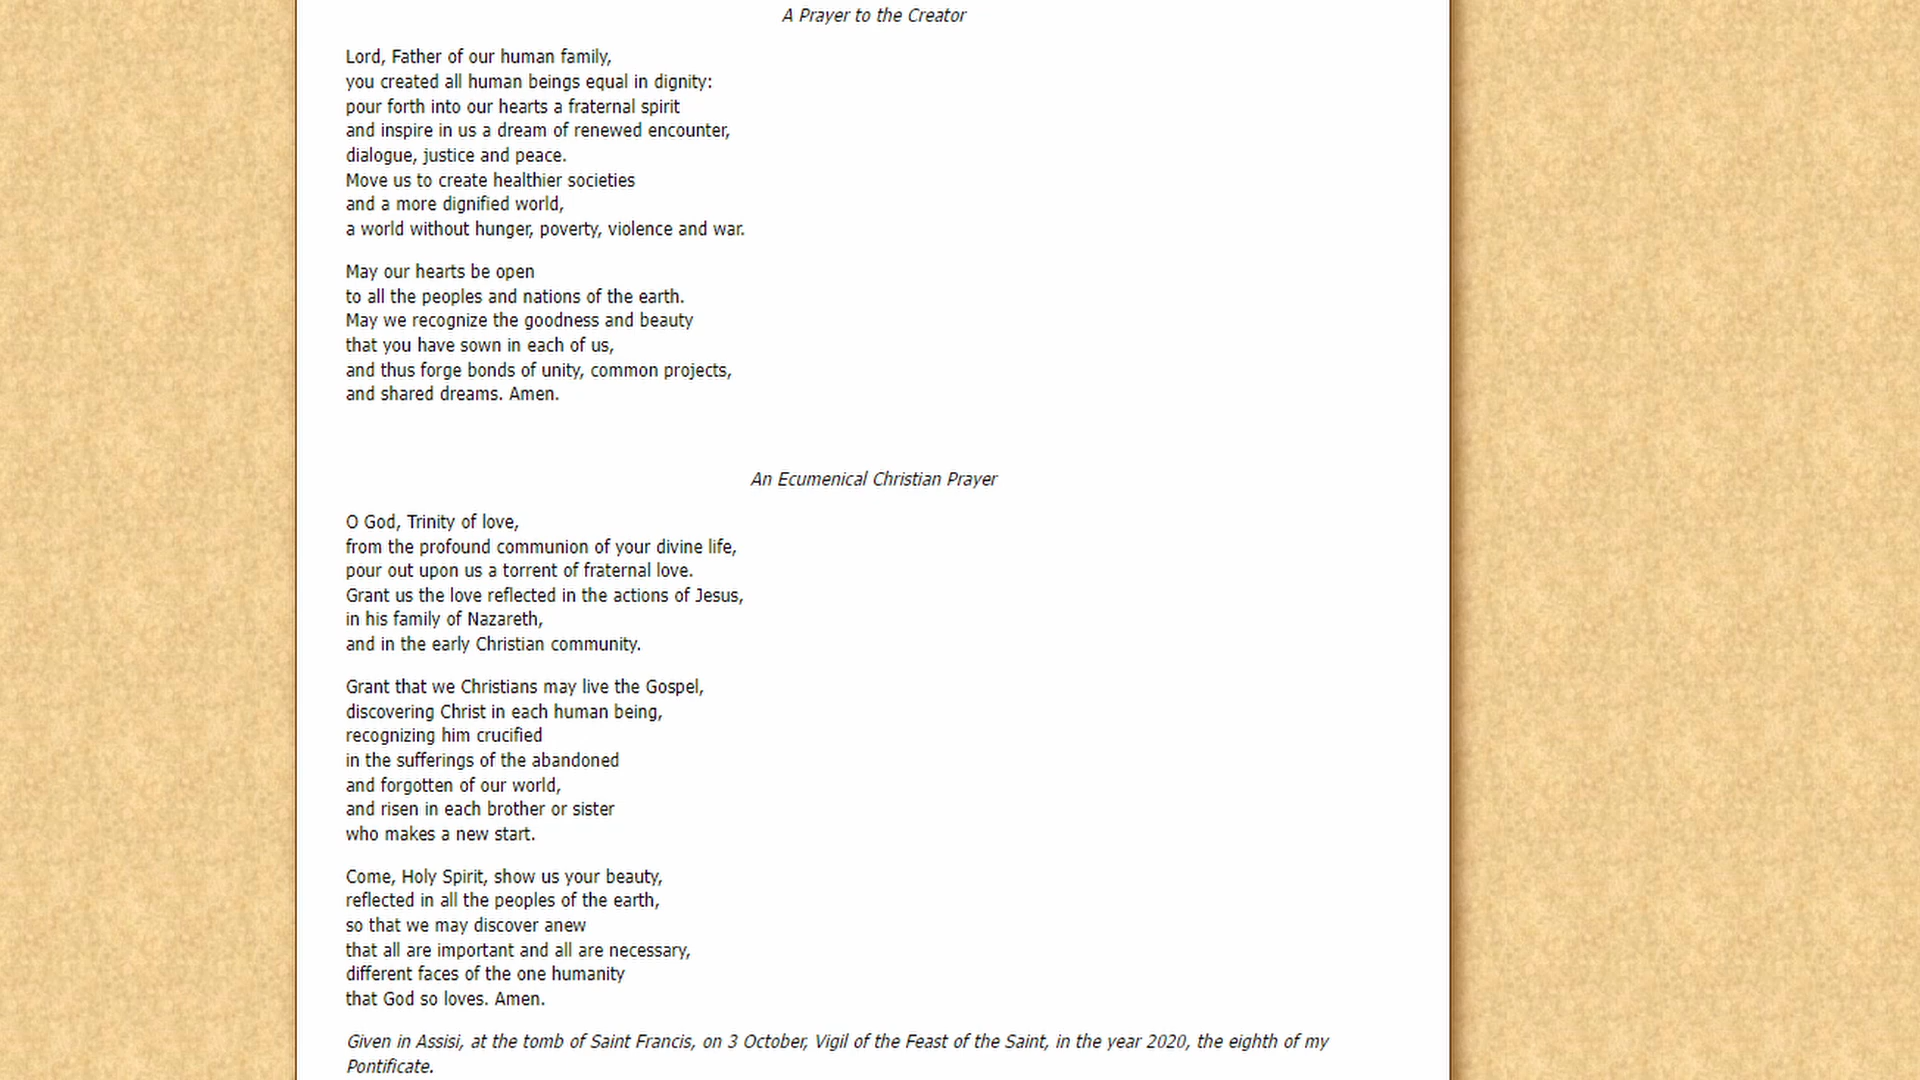 A Prayer to the Creator
Lord, Father of our human family,
you created all human beings equal in dignity:
pour forth into our hearts a fraternal spirit
and inspire in us a dream of renewed encounter,
dialogue, justice and peace.
Move us to create healthier societies
and a more dignified world,
a world without hunger, poverty, violence and war.
May our hearts be open
to all the peoples and nations of the earth.
May we recognize the goodness and beauty
that you have sown in each of us,
and thus forge bonds of unity, common projects,
and shared dreams. Amen.
An Ecumenical Christian Prayer
O God, Trinity of love,
from the profound communion of your divine life,
pour out upon us a torrent of fraternal love.
Grant us the love reflected in the actions of Jesus,
in his family of Nazareth,
and in the early Christian community.
Grant that we Christians may live the Gospel,
discovering Christ in each human being,
recognizing him crucified
in the sufferings of the abandoned
and forgotten of our world,
and risen in each brother or sister
who makes a new start.
Come, Holy Spirit, show us your beauty,
reflected in all the peoples of the earth,
so that we may discover anew
that all are important and all are necessary,
different faces of the one humanity
that God so loves. Amen.
Given in Assisi, at the tomb of Saint Francis, on 3 October, Vigil of the Feast of the Saint, in the year 2020, the eighth of my
Pontificate.